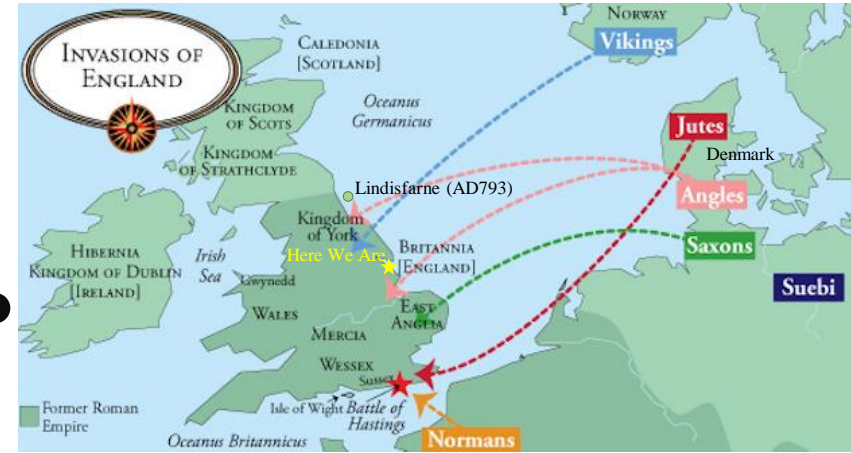 INVASIONS OF
ENGLAND
CALEDONIA
[SCOTLAND]
NORWAY
Vikings
KINGDOM
OF SCOTS
Oceanus
Germanicus
KINGDOM
OF STRATHCLYDE
Jutes
Denmark
Lindisfarne (AD793)
Angles
Kingdom
of York
Saxons
HIBERNIA
KINGDOM OF DUBLIN
[IRELAND]
Irish
Sea
Here We Are
BRITANNIA
[ENGLAND]
Gwynedd
Suebi
WALES
EAST
ANGLIA
MERCIA
WESSEX
Sussex
Isle of Wight
Battle of
Hastings
Former Roman
Empire
Oceanus Britannicus
Normans